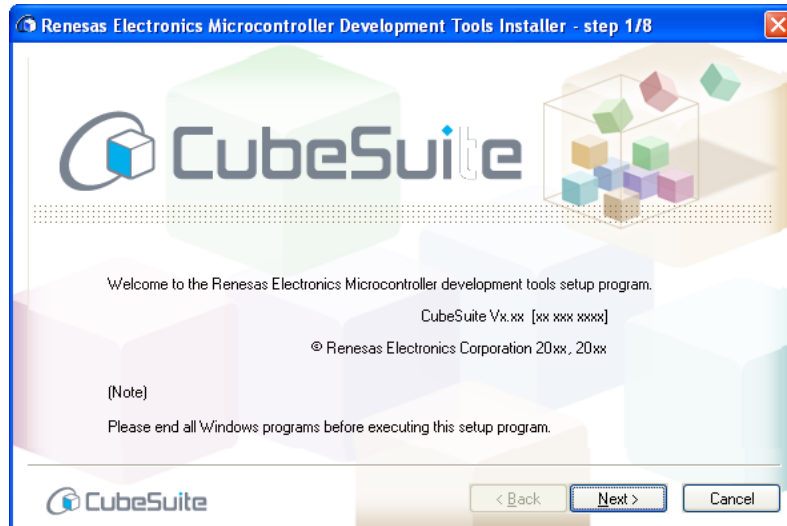 Renesas Electronics Microcontroller Development Tools Installer - step 1/8
CubeSuite
Welcome to the Renesas Electronics Microcontroller development tools setup program.
CubeSuite Vx.xx [xx xxx xxxx]
© Renesas Electronics Corporation 20xx, 20xx
(Note)
Please end all Windows programs before executing this setup program.
CubeSuite
< Back Next > Cancel